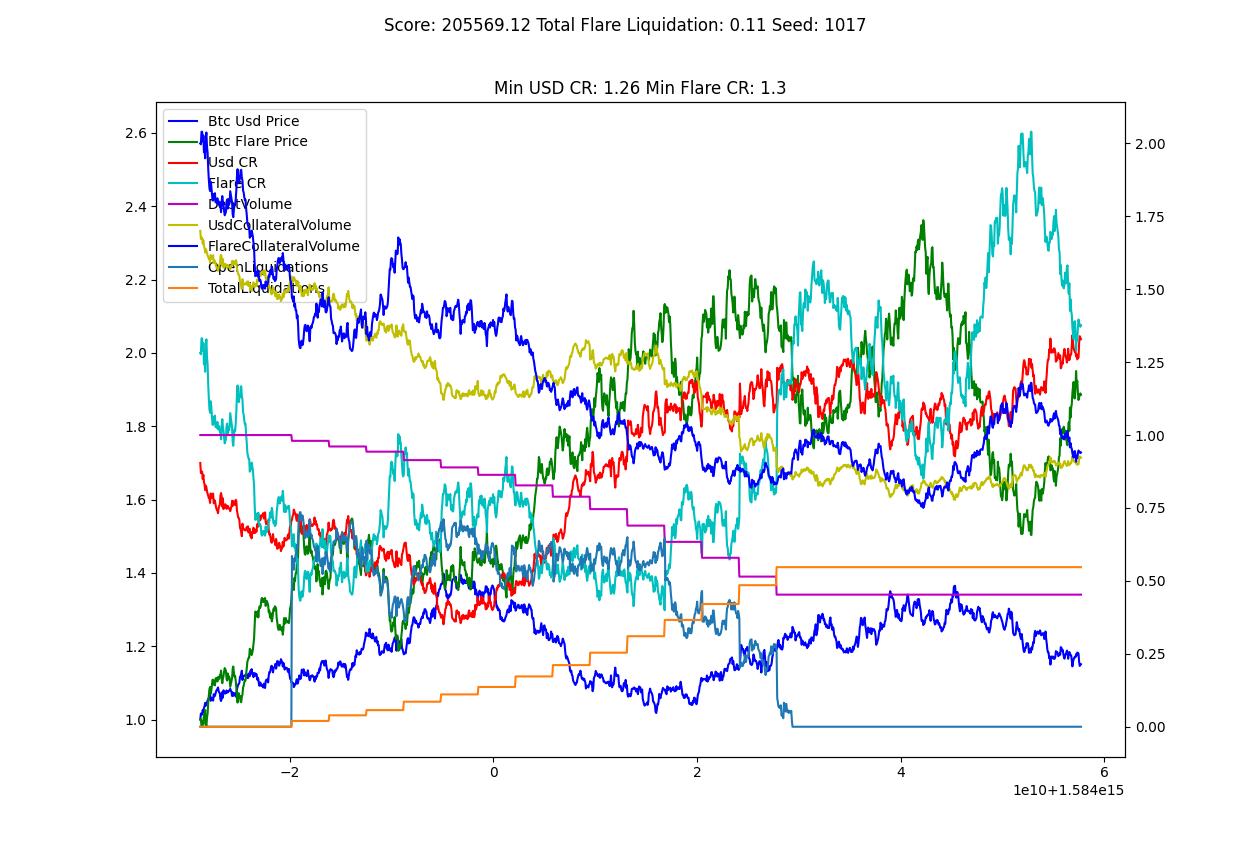 Score: 205569.12 Total Flare Liquidation: 0.11 Seed: 1017
Min USD CR: 1.26 Min Flare CR: 1.3
Btc Usd Price
Btc Flare Price
Usd CR
Flare CR
DebtVolume
UsdCollateralVolume
FlareCollateralVolume
OpenLiquidations
TotalLiquidations
2.6
2.4
2.2
2.0
1.8
1.6
1.4
1.2
1.0
2.00
1.75
1.50
1.25
1.00
0.75
0.50
0.25
0.00
−2
0
2
4
6
1e10+1.584e15